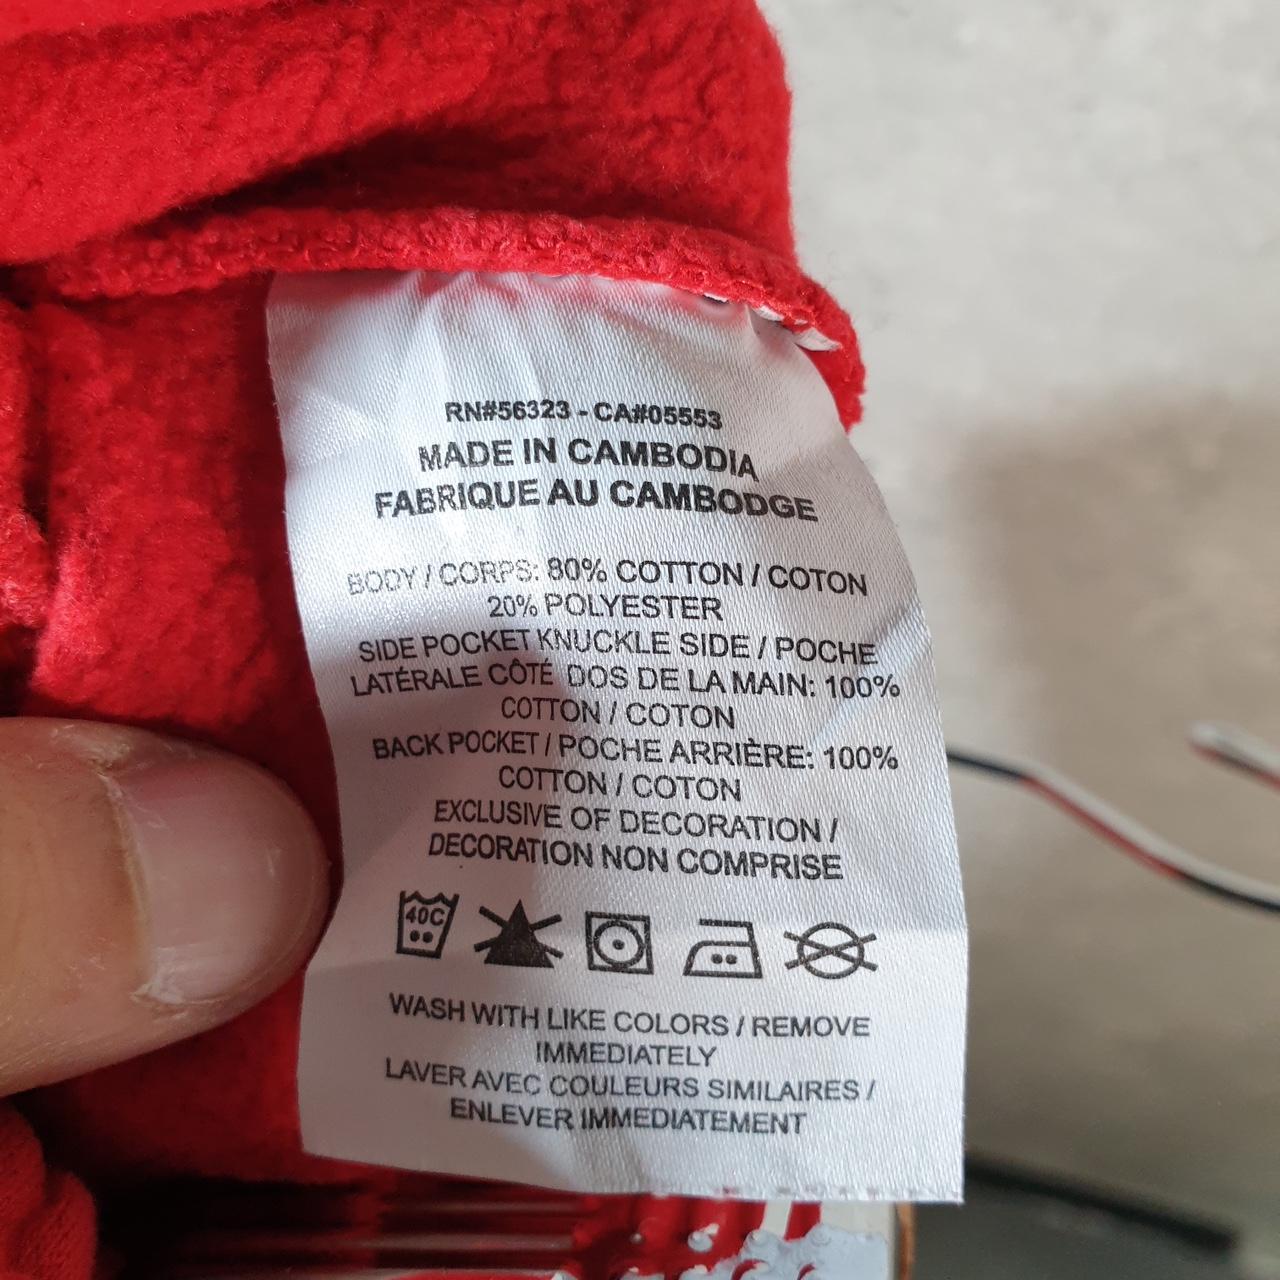 RN#56323 - CA#05553
MADE IN CAMBODIA
FABRIQUE AU CAMBODGE
BODY / CORPS: 80% COTTON / COTON
20% POLYESTER
SIDE POCKET KNUCKLE SIDE / POCHE
LATÉRALE CÔTÉ DOS DE LA MAIN: 100%
COTTON / COTON
BACK POCKET / POCHE ARRIÈRE: 100%
COTTON / COTON
EXCLUSIVE OF DECORATION /
DECORATION NON COMPRISE
40C
WASH WITH LIKE COLORS / REMOVE
IMMEDIATELY
LAVER AVEC COULEURS SIMILAIRES /
ENLEVER IMMEDIATEMENT